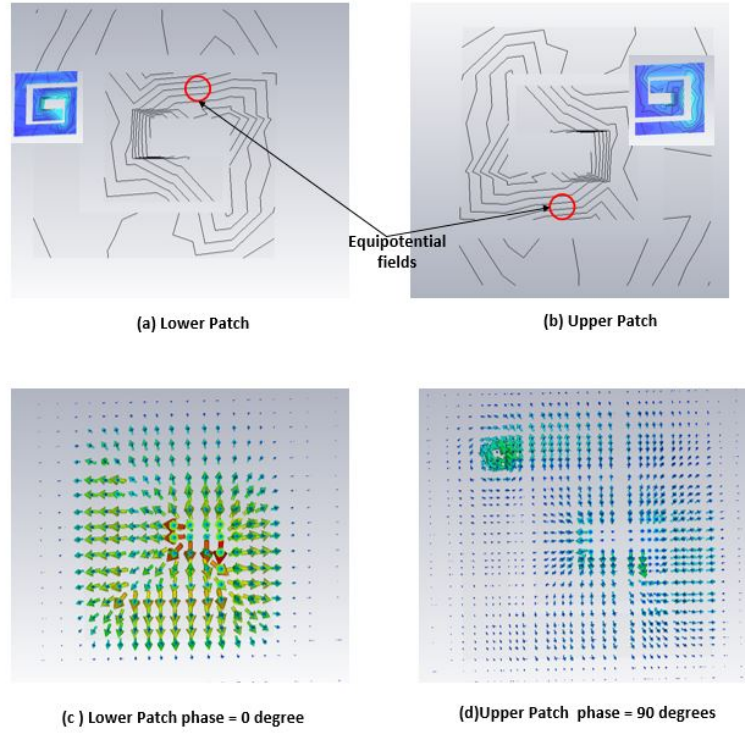 Equipotential
fields
(a) Lower Patch
(b) Upper Patch
(c ) Lower Patch phase = 0 degree
(d)Upper Patch phase = 90 degrees